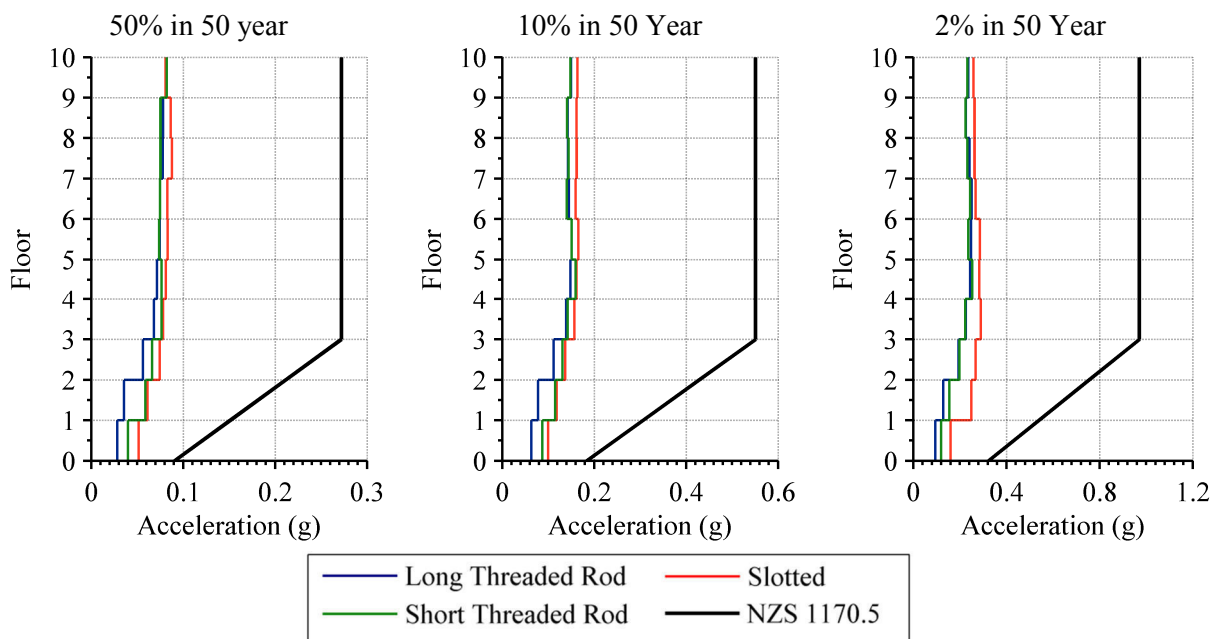 50% in 50 year
10% in 50 Year
2% in 50 Year
Floor
10
9
8
7
6
5
4
3
2
1
0
0 0.1 0.2 0.3
Acceleration (g)
Floor
10
9
8
7
6
5
4
3
2
1
0
0 0.2 0.4 0.6
Acceleration (g)
Floor
10
9
8
7
6
5
4
3
2
1
0
0 0.4 0.8 1.2
Acceleration (g)
Long Threaded Rod
Slotted
Short Threaded Rod
NZS 1170.5